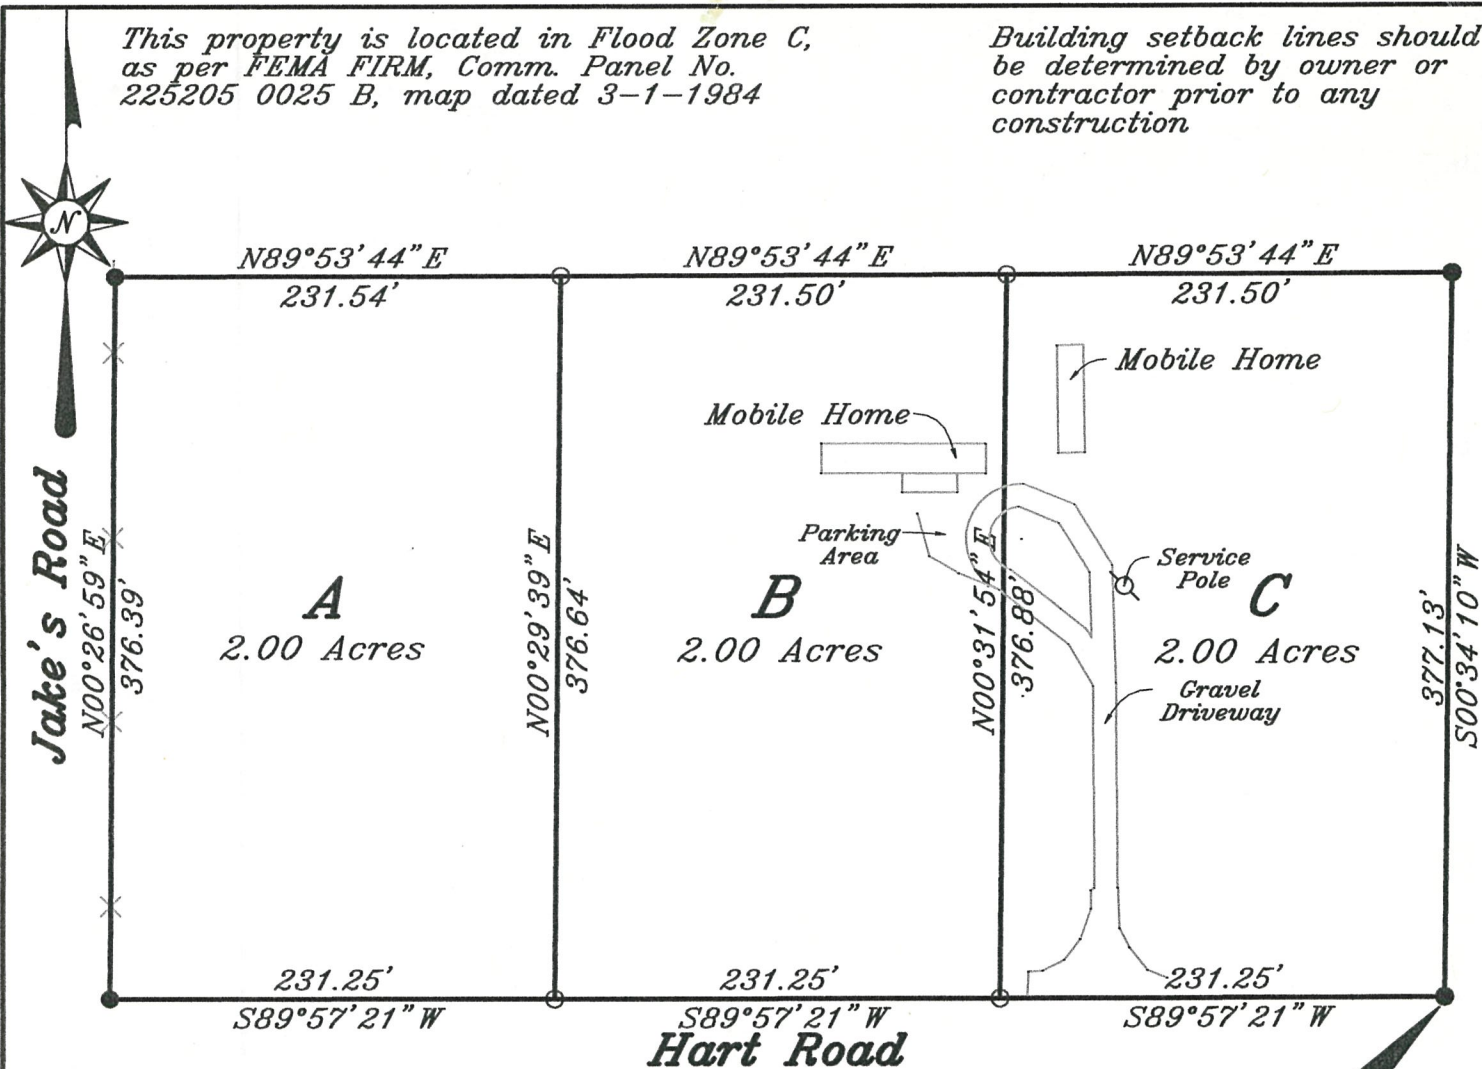 This property is located in Flood Zone C,
as per FEMA FIRM, Comm. Panel No.
225205 0025 B, map dated 3-1-1984
Building setback lines should
be determined by owner or
contractor prior to any
construction
N
N89°53'44"E
231.54'
N89°53'44"E
231.50'
N89°53'44"E
231.50'
Mobile Home
Mobile Home
Parking
Area
Service
Pole
Jake's Road
N00°26'59"E
376.39'
A
2.00 Acres
N00°29'39"E
376.64'
B
2.00 Acres
N00°31'54"E
376.88'
C
2.00 Acres
Gravel
Driveway
377.13'
S00°34'10"W
231.25'
S89°57'21"W
231.25'
S89°57'21"W
231.25'
S89°57'21"W
Hart Road